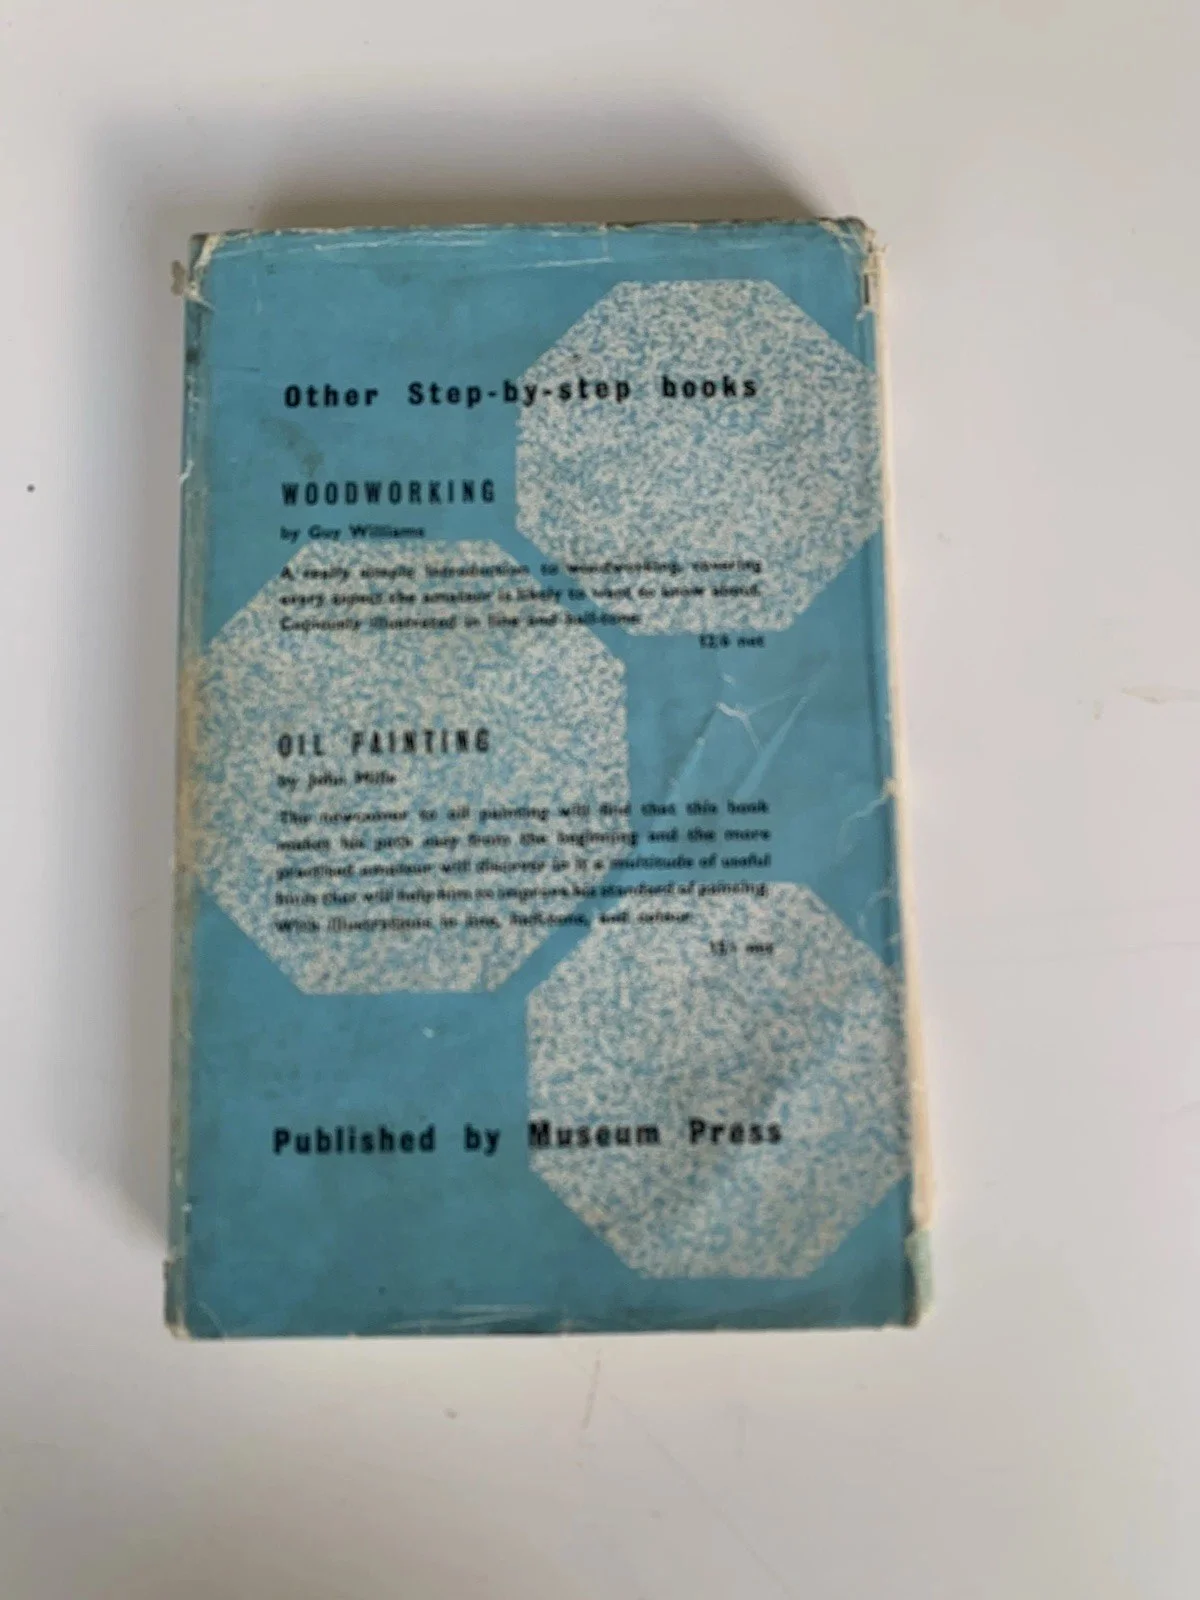 Other Step-by-step books
WOODWORKING
by Guy Williams
A really simple introduction to woodworking, covering
every aspect the amateur is likely to want to know about.
Copiously illustrated in line and half-tone.
12/6 net
OIL PAINTING
by John Mills
The newcomer to oil painting will find that this book
makes his path easy from the beginning and the more
practised amateur will discover in it a multitude of useful
hints that will help him to improve his standard of painting.
With illustrations in line, half-tone, and colour.
net
Published by Museum Press